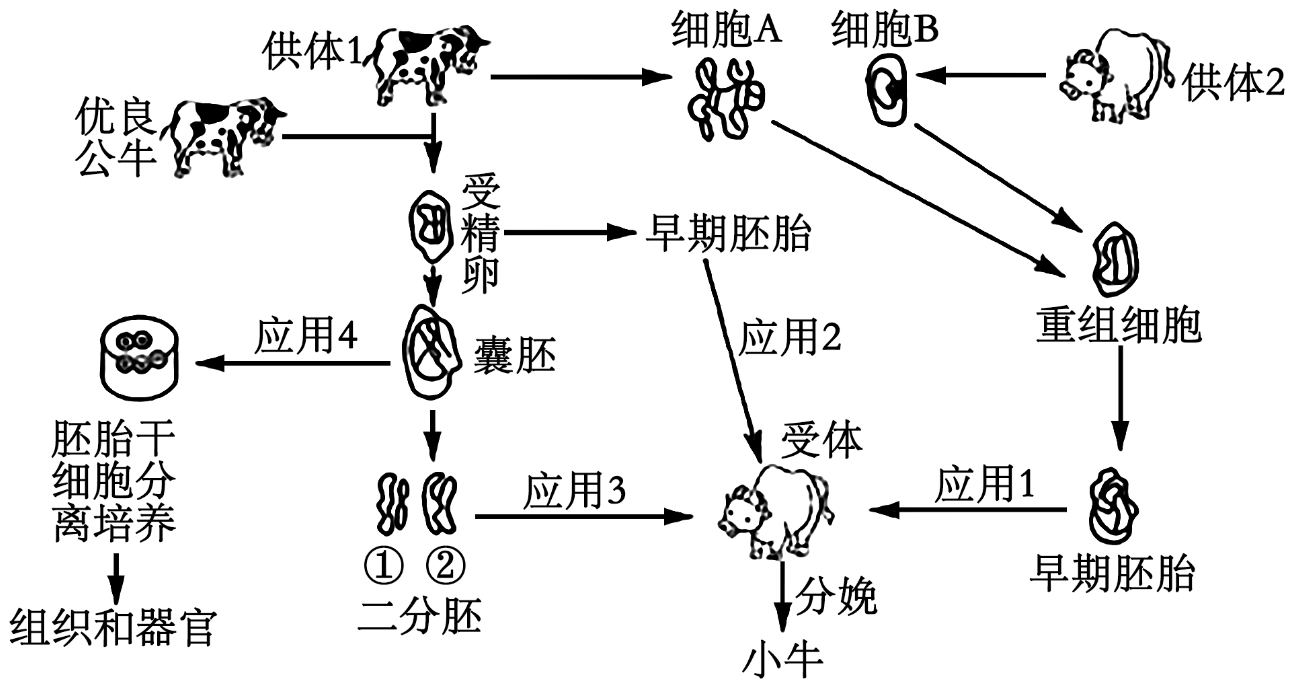 供体1
细胞A
细胞B
供体2
优良
公牛
受
精
卵
早期胚胎
重组细胞
应用4
囊胚
应用2
胚胎干
细胞分
离培养
受体
应用3
应用1
① ②
二分胚
早期胚胎
分娩
组织和器官
小牛